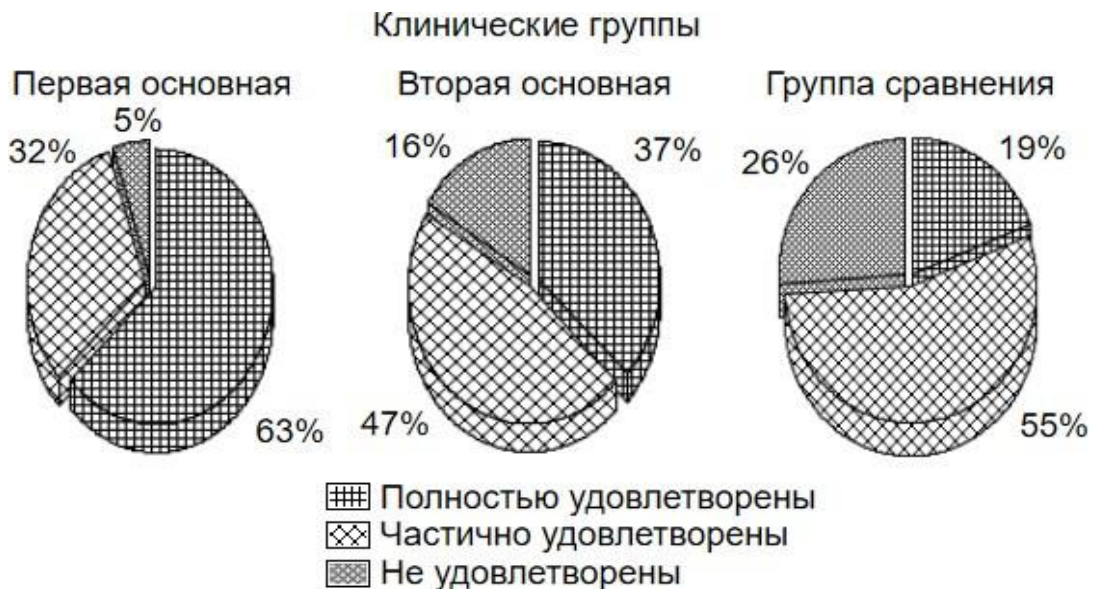 Клинические группы
Первая основная
Вторая основная
Группа сравнения
5%
32%
63%
16%
37%
47%
26%
19%
55%
Полностью удовлетворены
Частично удовлетворены
Не удовлетворены